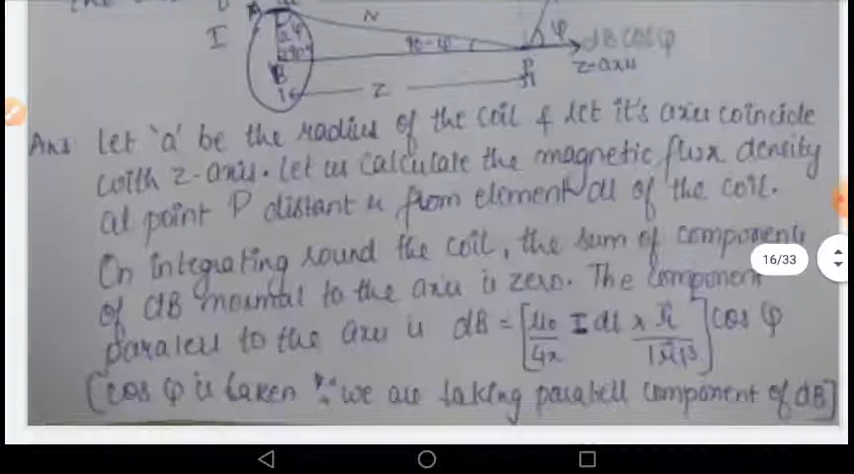 I
90-φ
φ
dB cos φ
P
z-axis
z
Ans Let 'a' be the radius of the coil & let it's axis coincide
with z-axis. Let us calculate the magnetic flux density
at point P distant r from element dl of the coil.
On integrating round the coil, the sum of components
16/33
of dB normal to the axis is zero. The component
parallel to the axis is dB = [μ0/4π I dl × r̄/|r̄|³] cos φ
[cos φ is taken ∵ we are taking parallel component of dB]